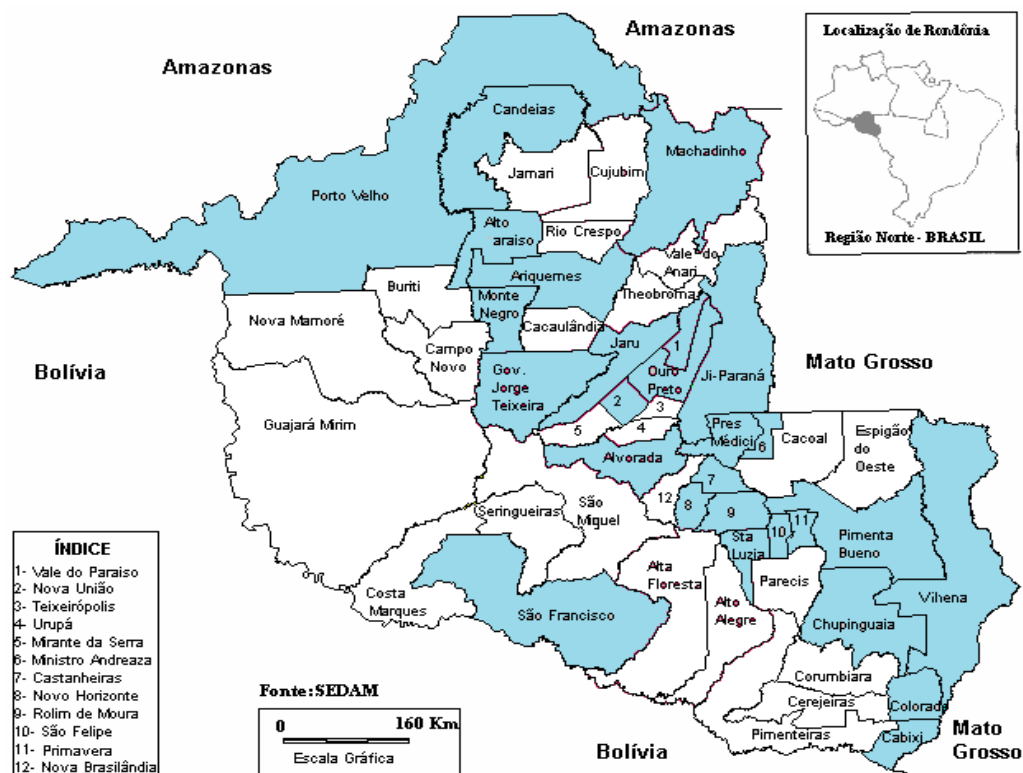 Amazonas
Amazonas
Localização de Rondônia
Região Norte - BRASIL
Candeias
Machadinho
Jamari
Cujubim
Porto Velho
Alto
araiso
Rio Crespo
Vale do
Anari
Buriti
Ariquemes
Theobroma
Monte
Negro
Nova Mamoré
Cacaulândia
Jaru
1
Campo
Novo
Bolívia
Mato Grosso
Gov.
Jorge
Teixeira
Ouro
Preto
Ji-Paraná
2
3
Guajará Mirim
5
4
Pres
Médici
6
Cacoal
Espigão
do
Oeste
Alvorada
7
12
8
9
Seringueiras
São
Miquel
Sta
Luzia
10
11
Pimenta
Bueno
Alta
Floresta
Parecis
Costa
Marques
São Francisco
Alto
Alegre
Vihena
Chupinguaia
Corumbiara
Cerejeiras
Colorado
Pimenteiras
Cabixi
Mato
Grosso
Bolívia
ÍNDICE
1- Vale do Paraiso
2- Nova União
3- Teixeirópolis
4- Urupá
5- Mirante da Serra
6- Ministro Andreaza
7- Castanheiras
8- Novo Horizonte
9- Rolim de Moura
10- São Felipe
11- Primavera
12- Nova Brasilândia
Fonte:SEDAM
0 160 Km
Escala Gráfica